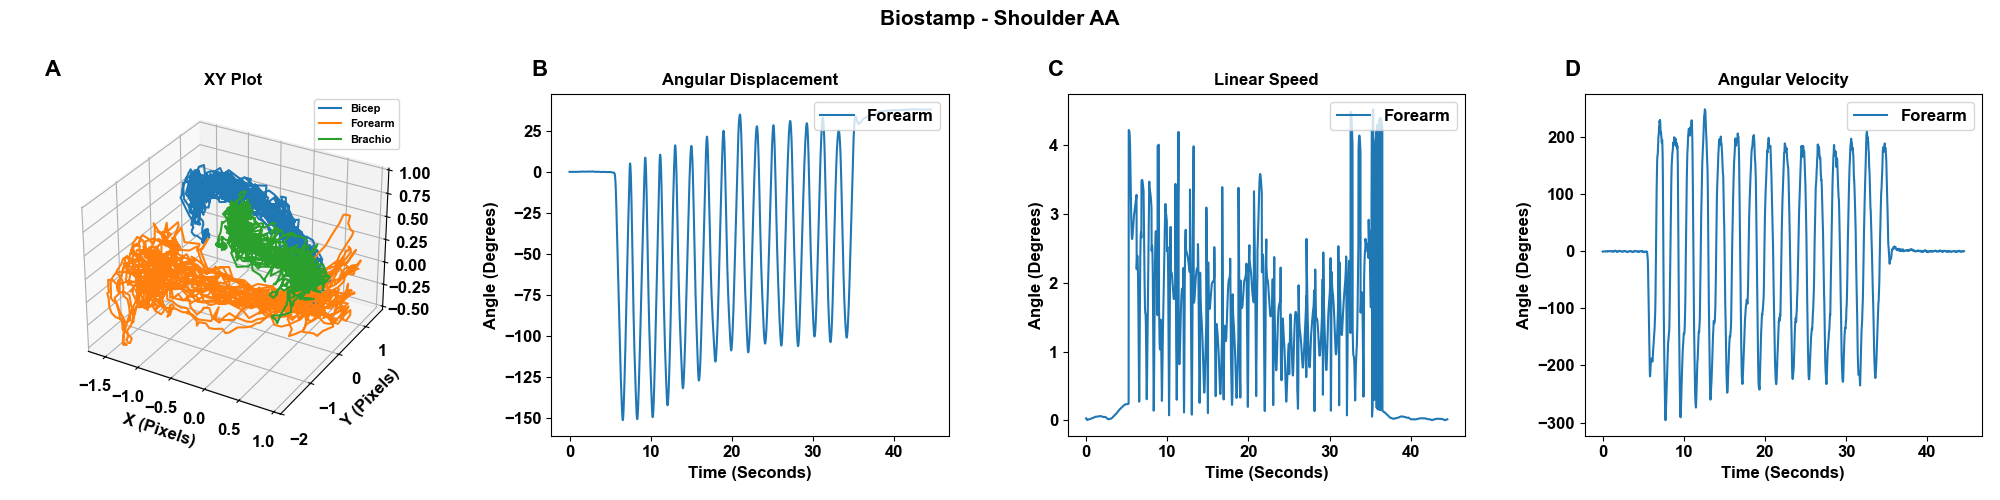 Biostamp - Shoulder AA
A
XY Plot
Bicep
Forearm
Brachio
1.00
0.75
0.50
0.25
0.00
−0.25
−0.50
−1.5
−1.0
−0.5
0.0
0.5
1.0
X (Pixels)
−2
−1
0
1
Y (Pixels)
B
Angular Displacement
Forearm
25
0
−25
−50
−75
−100
−125
−150
Angle (Degrees)
0 10 20 30 40
Time (Seconds)
C
Linear Speed
Forearm
4
3
2
1
0
Angle (Degrees)
0 10 20 30 40
Time (Seconds)
D
Angular Velocity
Forearm
200
100
0
−100
−200
−300
Angle (Degrees)
0 10 20 30 40
Time (Seconds)